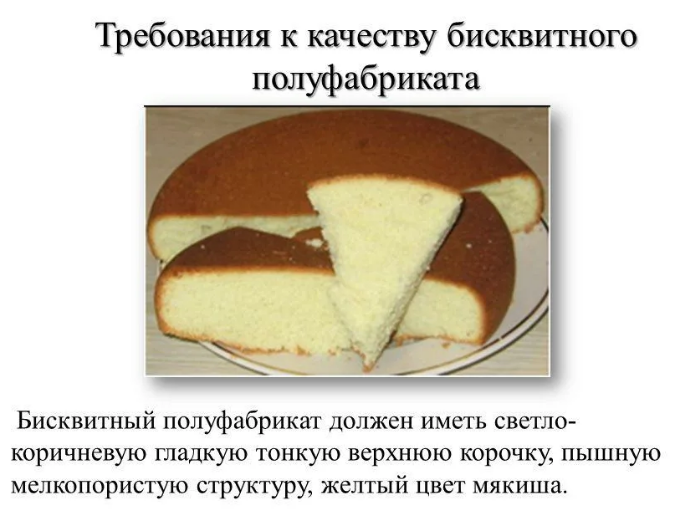 Требования к качеству бисквитного
полуфабриката
Бисквитный полуфабрикат должен иметь светло-
коричневую гладкую тонкую верхнюю корочку, пышную
мелкопористую структуру, желтый цвет мякиша.